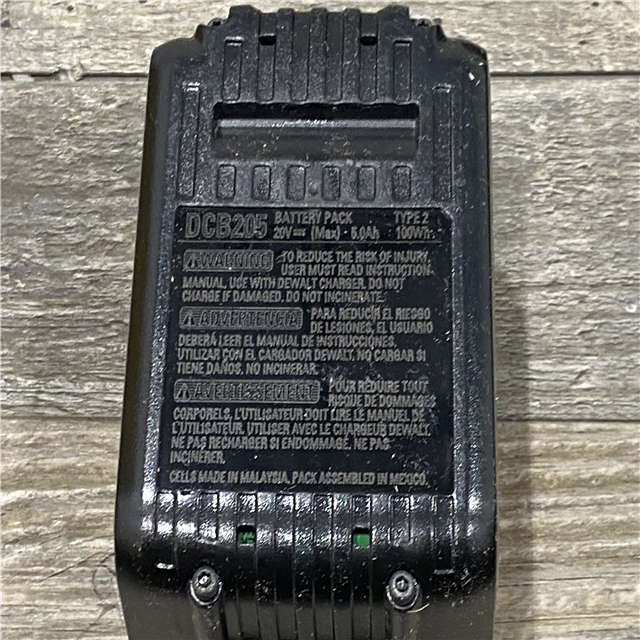 DCB205 BATTERY PACK TYPE 2
20V⎓ (Max) 5.0Ah 100Wh
⚠WARNING TO REDUCE THE RISK OF INJURY,
USER MUST READ INSTRUCTION
MANUAL. USE WITH DEWALT CHARGER. DO NOT
CHARGE IF DAMAGED, DO NOT INCINERATE.
⚠ADVERTENCIA PARA REDUCIR EL RIESGO
DE LESIONES, EL USUARIO
DEBERÁ LEER EL MANUAL DE INSTRUCCIONES.
UTILIZAR CON EL CARGADOR DEWALT. NO CARGAR SI
TIENE DAÑOS. NO INCINERAR.
⚠AVERTISSEMENT POUR RÉDUIRE TOUT
RISQUE DE DOMMAGES
CORPORELS, L'UTILISATEUR DOIT LIRE LE MANUEL DE
L'UTILISATEUR. UTILISER AVEC LE CHARGEUR DEWALT.
NE PAS RECHARGER SI ENDOMMAGÉ. NE PAS
INCINÉRER.
CELLS MADE IN MALAYSIA. PACK ASSEMBLED IN MEXICO.